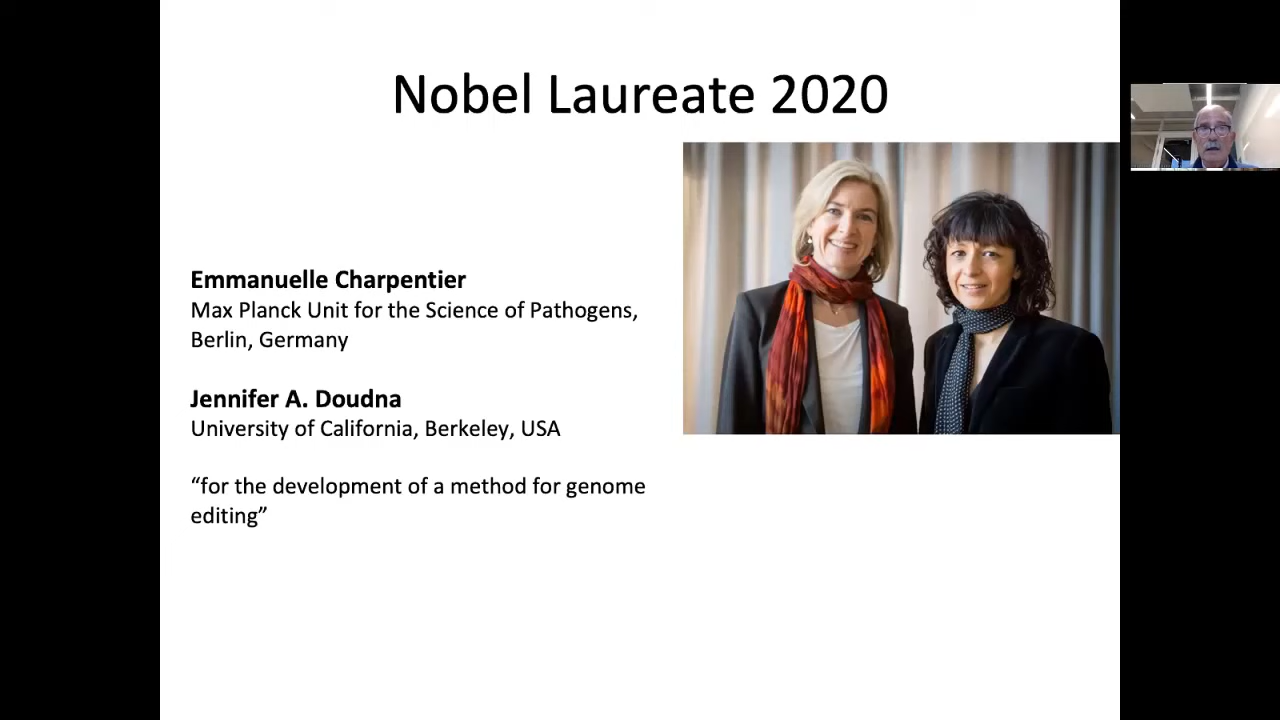 Nobel Laureate 2020
Emmanuelle Charpentier
Max Planck Unit for the Science of Pathogens,
Berlin, Germany
Jennifer A. Doudna
University of California, Berkeley, USA
“for the development of a method for genome
editing”